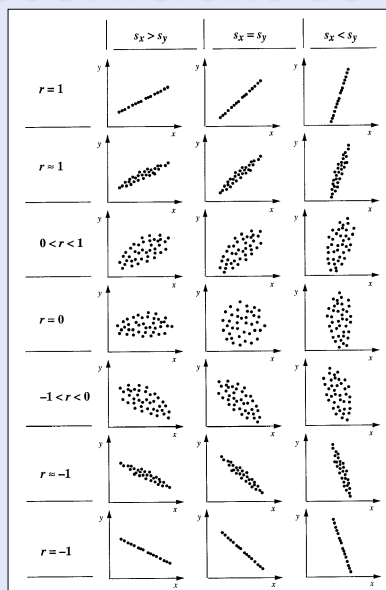 s_x > s_y s_x = s_y s_x < s_y
r = 1
y y y
x x x
r ≈ 1
y y y
x x x
0 < r < 1
y y y
x x x
r = 0
y y y
x x x
−1 < r < 0
y y y
x x x
r ≈ −1
y y y
x x x
r = −1
y y y
x x x